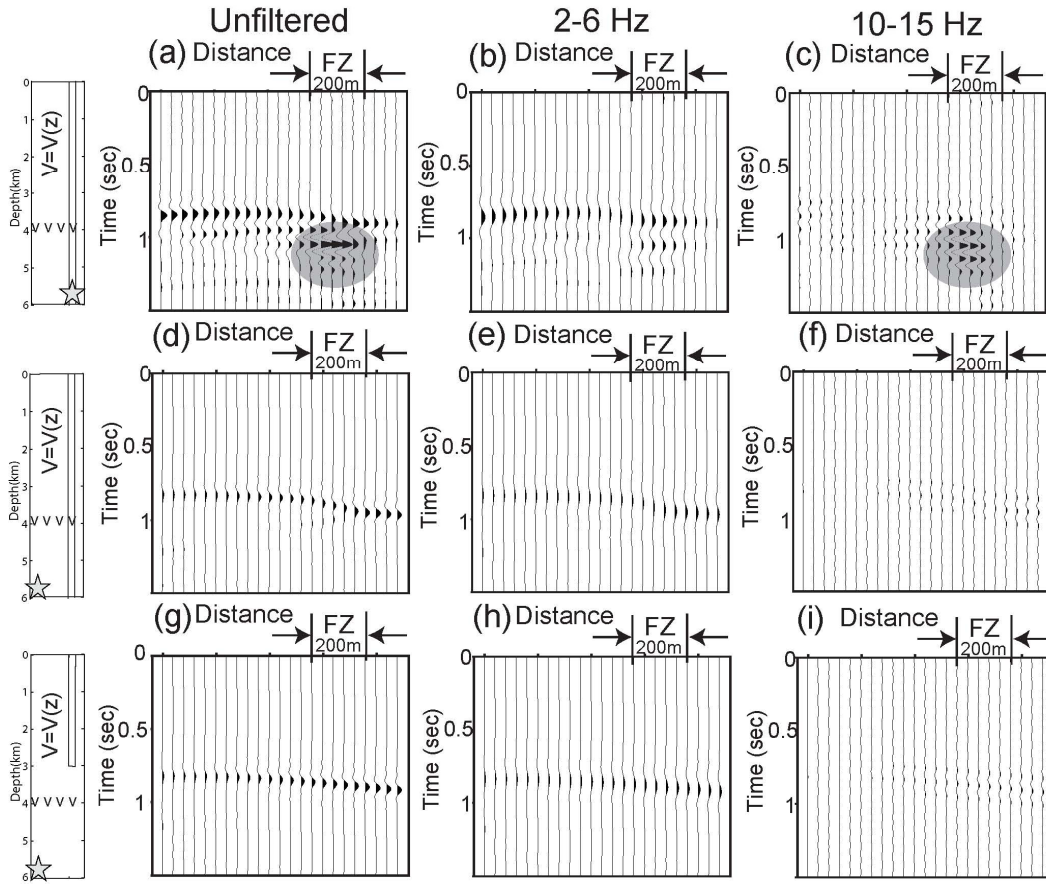 Unfiltered 2-6 Hz 10-15 Hz
(a) Distance FZ 200m
(b) Distance FZ 200m
(c) Distance FZ 200m
0 1 2 3 4 5 6
Depth(km)
V=V(z)
V V V V
Time (sec) 0 0.5 1
Time (sec) 0 0.5 1
Time (sec) 0 0.5 1
(d) Distance FZ 200m
(e) Distance FZ 200m
(f) Distance FZ 200m
0 1 2 3 4 5 6
Depth(km)
V=V(z)
V V V V
Time (sec) 0 0.5 1
Time (sec) 0 0.5 1
Time (sec) 0 0.5 1
(g) Distance FZ 200m
(h) Distance FZ 200m
(i) Distance FZ 200m
0 1 2 3 4 5 6
Depth(km)
V=V(z)
V V V V
Time (sec) 0 0.5 1
Time (sec) 0 0.5 1
Time (sec) 0 0.5 1